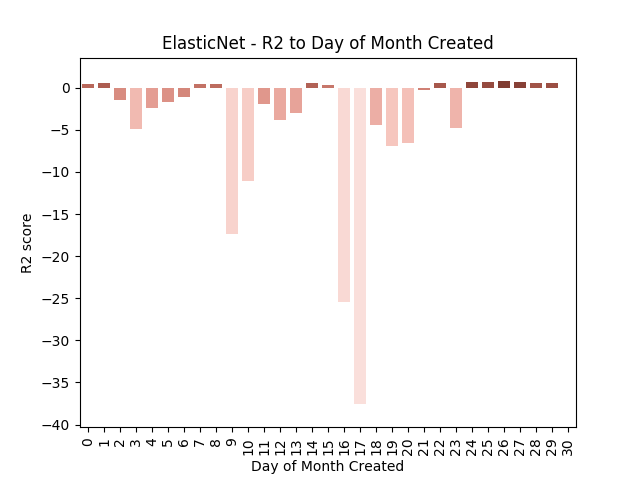 ElasticNet - R2 to Day of Month Created
R2 score
0
−5
−10
−15
−20
−25
−30
−35
−40
0 1 2 3 4 5 6 7 8 9 10 11 12 13 14 15 16 17 18 19 20 21 22 23 24 25 26 27 28 29 30
Day of Month Created